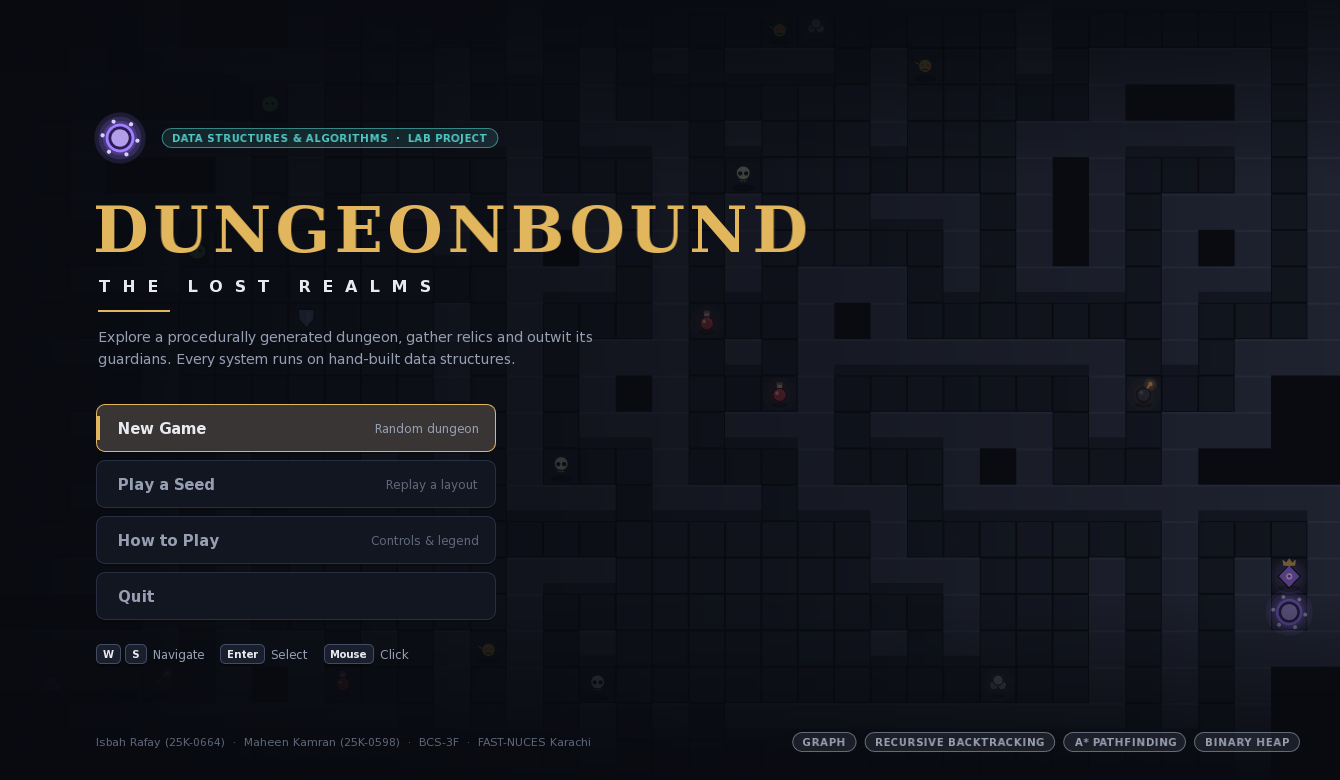 DATA STRUCTURES & ALGORITHMS · LAB PROJECT
DUNGEONBOUND
THE LOST REALMS
Explore a procedurally generated dungeon, gather relics and outwit its
guardians. Every system runs on hand-built data structures.
New Game Random dungeon
Play a Seed Replay a layout
How to Play Controls & legend
Quit
W S Navigate Enter Select Mouse Click
Isbah Rafay (25K-0664) · Maheen Kamran (25K-0598) · BCS-3F · FAST-NUCES Karachi
GRAPH RECURSIVE BACKTRACKING A* PATHFINDING BINARY HEAP